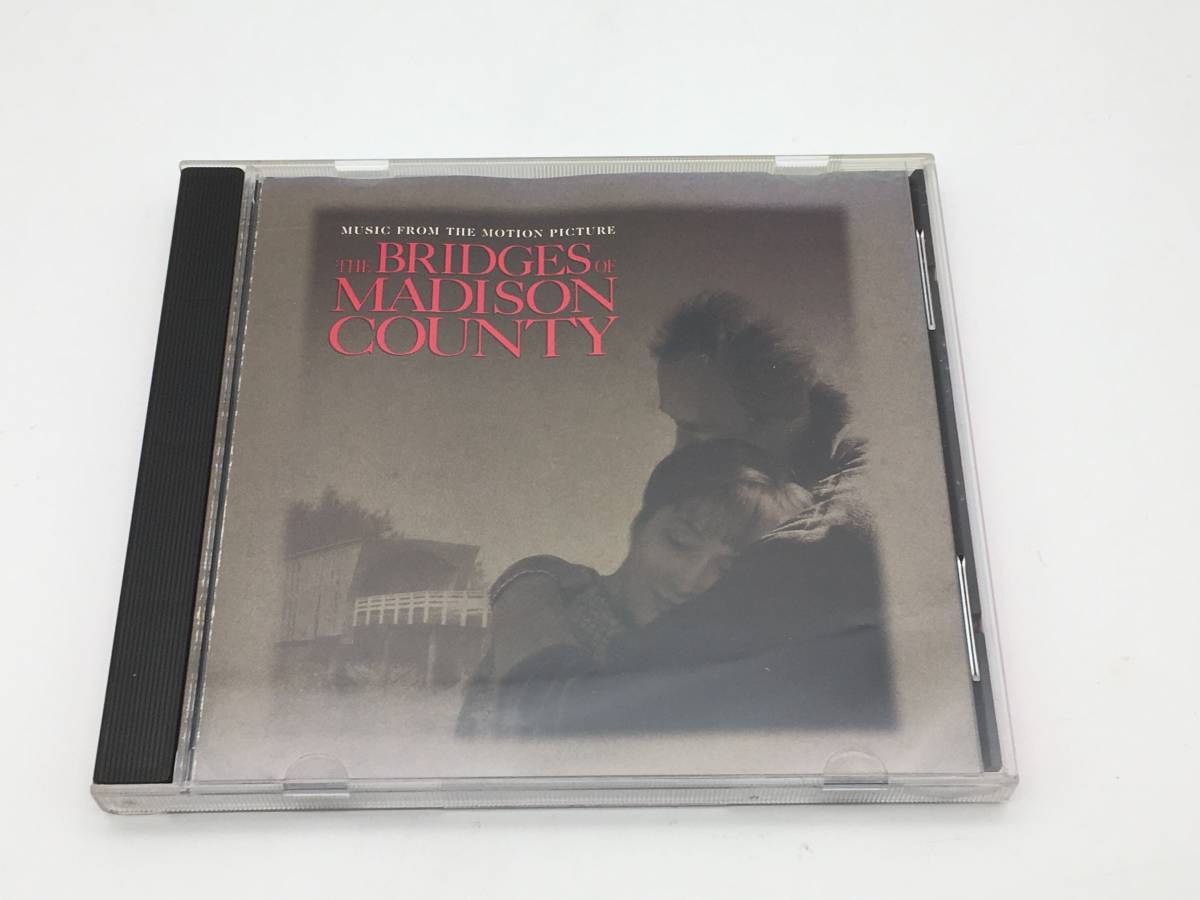 MUSIC FROM THE MOTION PICTURE
THE BRIDGES OF
MADISON
COUNTY